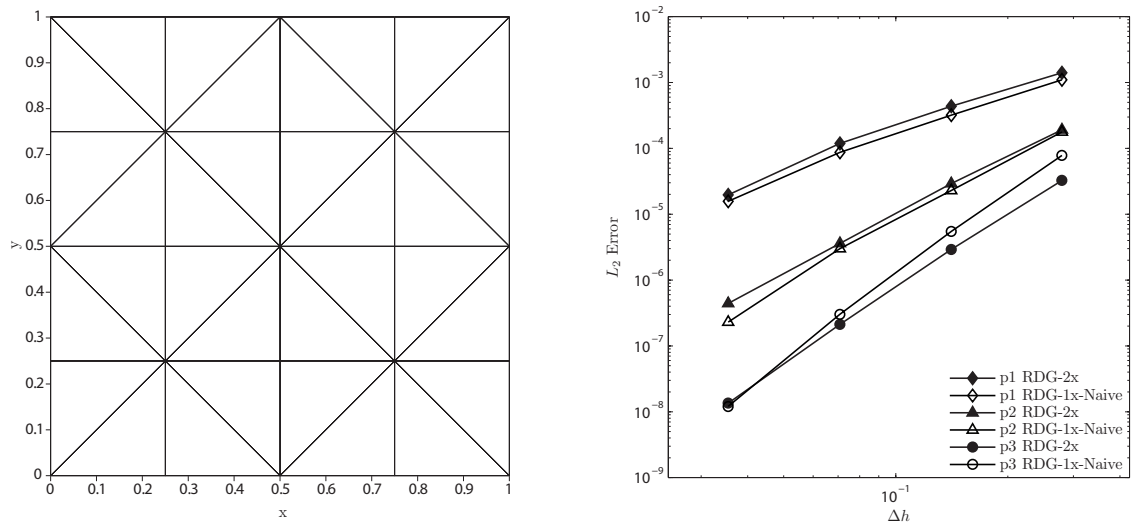 1
0.9
0.8
0.7
0.6
0.5
0.4
0.3
0.2
0.1
0
y
0 0.1 0.2 0.3 0.4 0.5 0.6 0.7 0.8 0.9 1
x
10⁻²
10⁻³
10⁻⁴
10⁻⁵
10⁻⁶
10⁻⁷
10⁻⁸
10⁻⁹
L₂ Error
p1 RDG-2x
p1 RDG-1x-Naive
p2 RDG-2x
p2 RDG-1x-Naive
p3 RDG-2x
p3 RDG-1x-Naive
10⁻¹
Δh